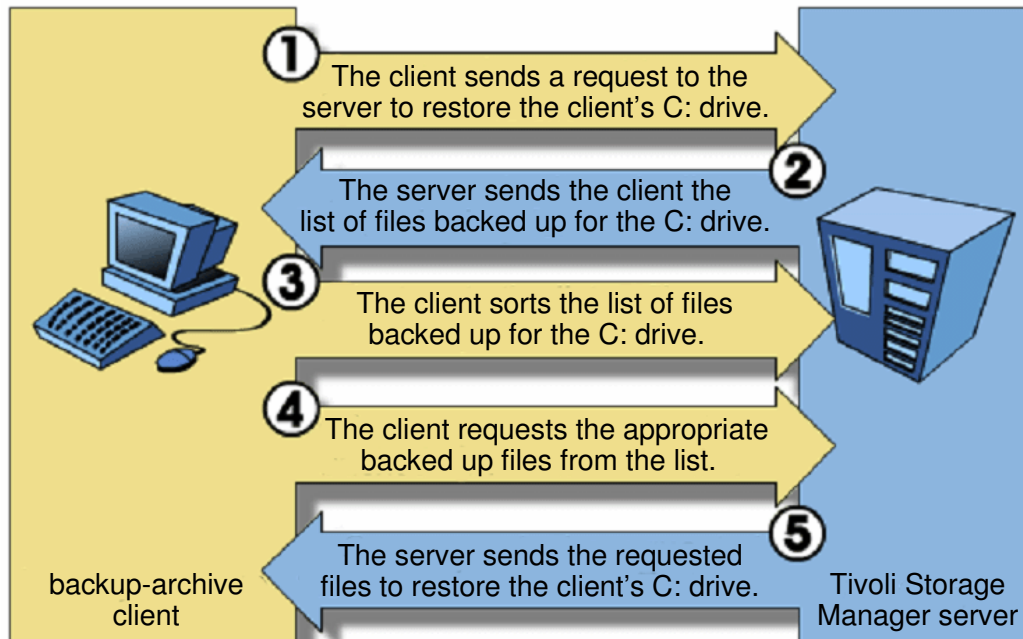 1
The client sends a request to the
server to restore the client’s C: drive.
2
The server sends the client the
list of files backed up for the C: drive.
3
The client sorts the list of files
backed up for the C: drive.
4
The client requests the appropriate
backed up files from the list.
5
The server sends the requested
files to restore the client’s C: drive.
backup-archive
client
Tivoli Storage
Manager server